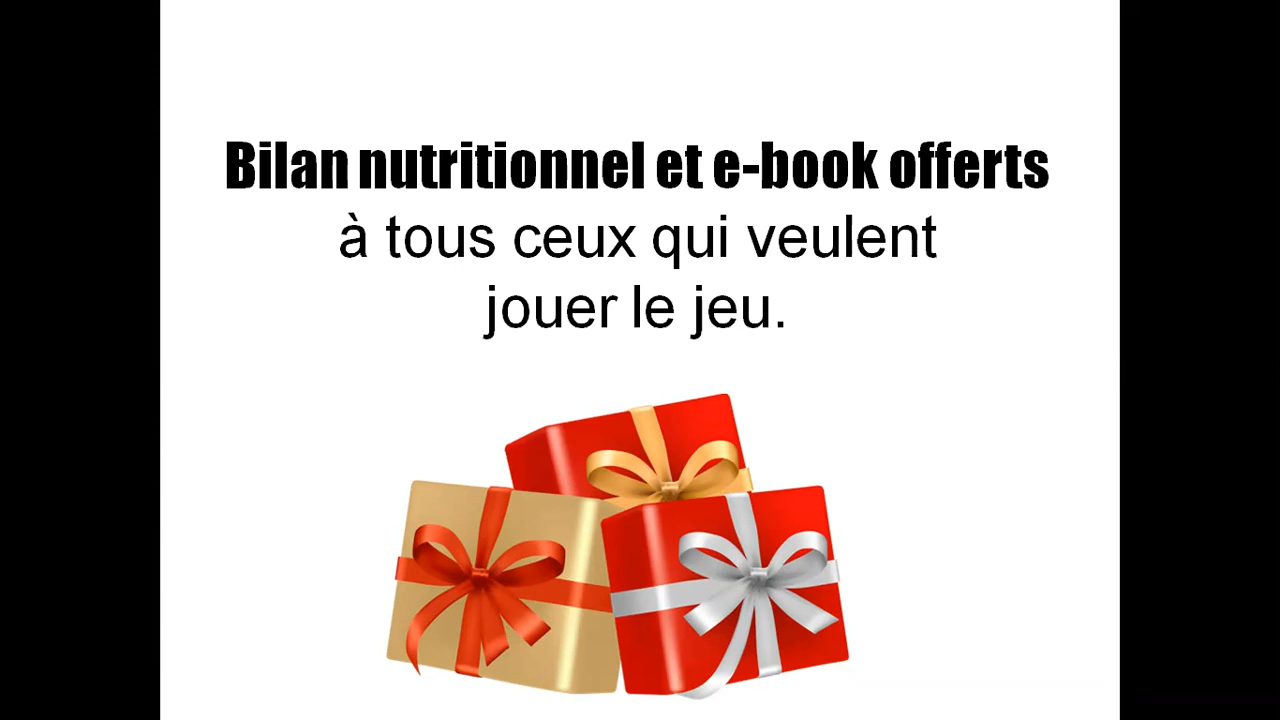 Bilan nutritionnel et e-book offerts
à tous ceux qui veulent
jouer le jeu.